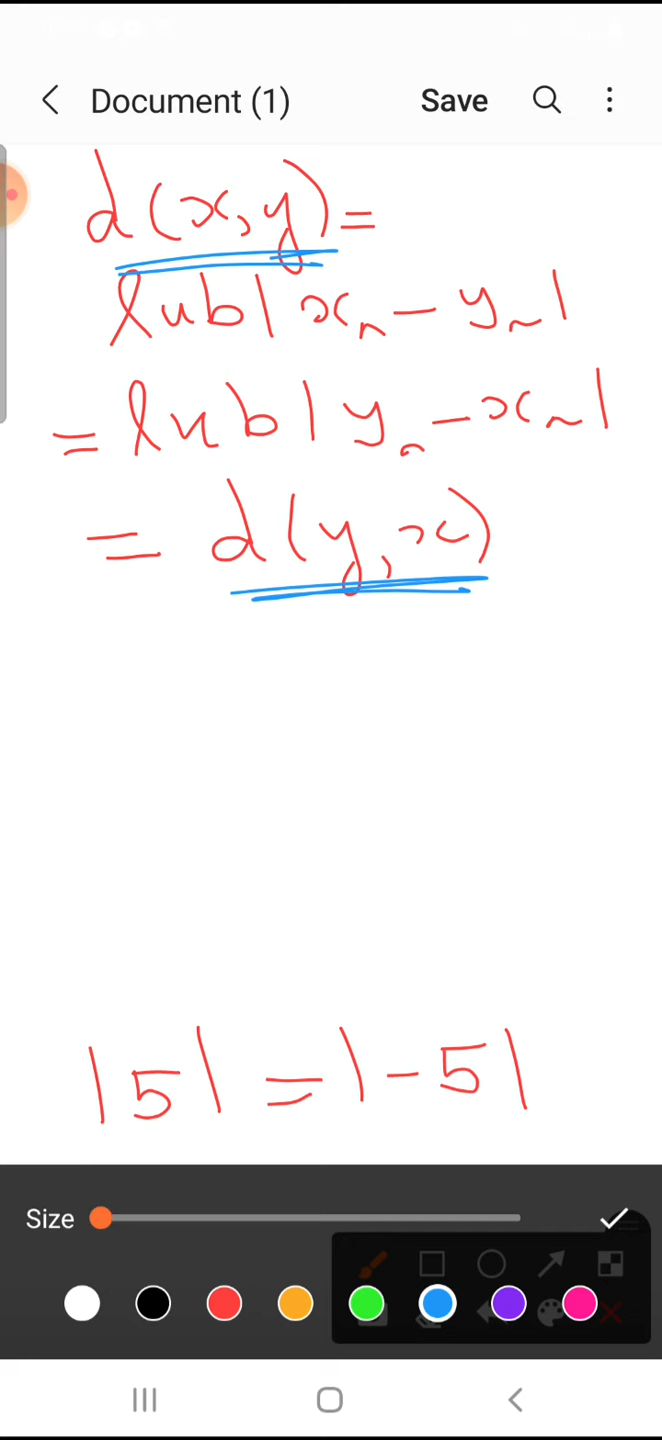 Document (1) Save
d(x,y)=
lub|xₙ-yₙ|
=lub|yₙ-xₙ|
=d(y,x)
|5|=|-5|
Size